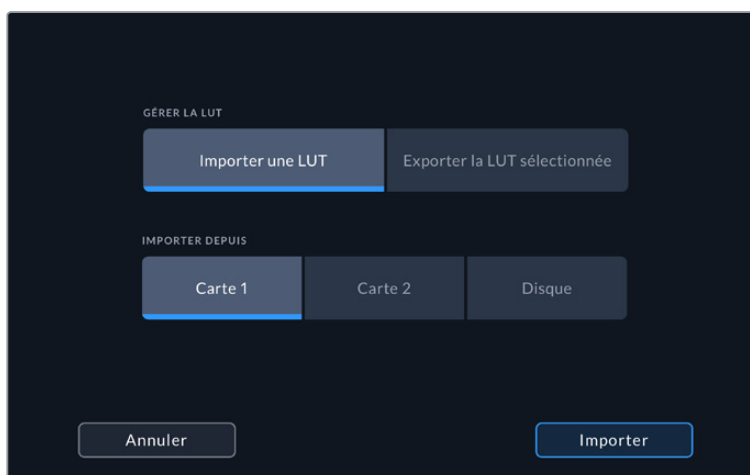 GÉRER LA LUT
Importer une LUT
Exporter la LUT sélectionnée
IMPORTER DEPUIS
Carte 1
Carte 2
Disque
Annuler
Importer